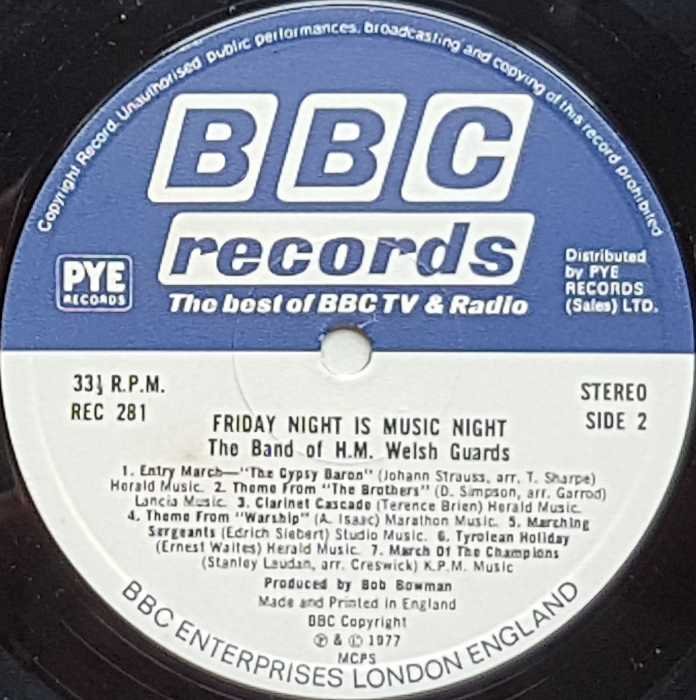 Copyright Record. Unauthorised public performances, broadcasting and copying of this record prohibited
BBC
records
The best of BBC TV & Radio
PYE
RECORDS
Distributed
by PYE
RECORDS
(Sales) LTD.
33⅓ R.P.M.
REC 281
STEREO
SIDE 2
FRIDAY NIGHT IS MUSIC NIGHT
The Band of H.M. Welsh Guards
1. Entry March—"The Gypsy Baron" (Johann Strauss, arr. T. Sharpe)
Herald Music. 2. Theme From "The Brothers" (D. Simpson, arr. Garrod)
Lancia Music. 3. Clarinet Cascade (Terence Brien) Herald Music.
4. Theme From "Warship" (A. Isaac) Marathon Music. 5. Marching
Sergeants (Edrich Siebert) Studio Music. 6. Tyrolean Holiday
(Ernest Waites) Herald Music. 7. March Of The Champions
(Stanley Laudan, arr. Creswick) K.P.M. Music
Produced by Bob Bowman
Made and Printed in England
BBC Copyright
℗ & © 1977
MCPS
BBC ENTERPRISES LONDON ENGLAND